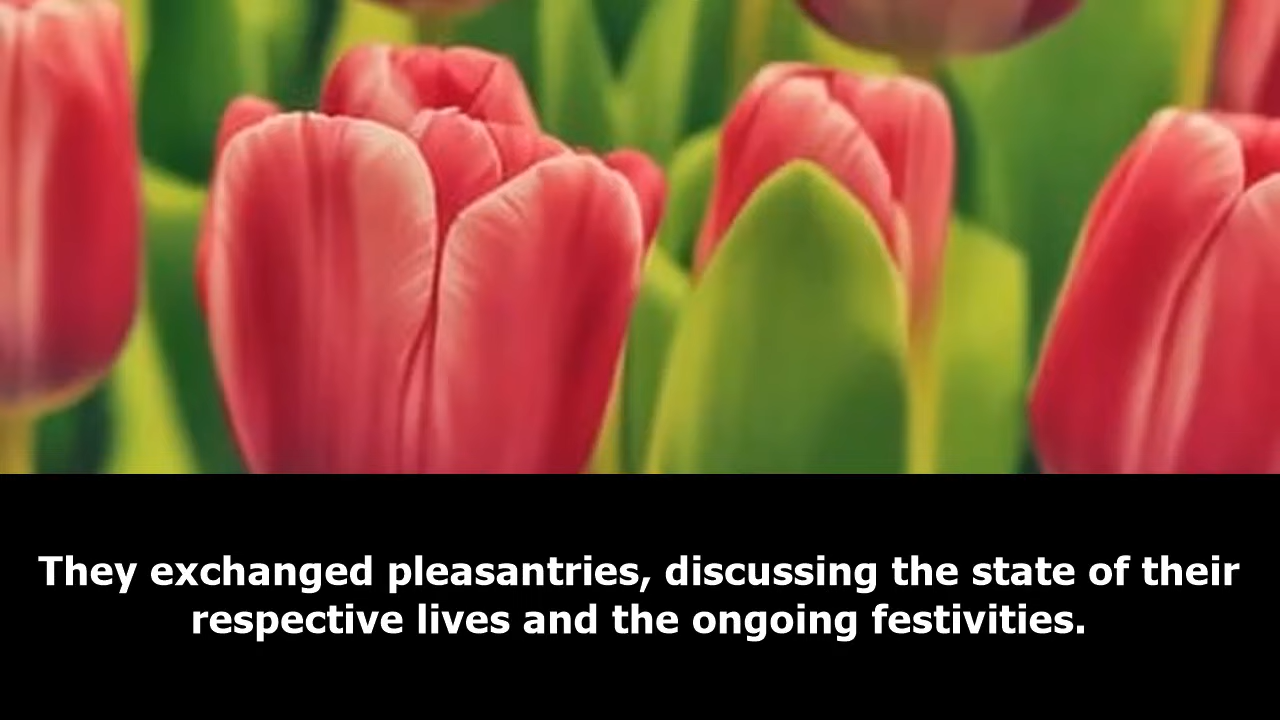 They exchanged pleasantries, discussing the state of their
respective lives and the ongoing festivities.